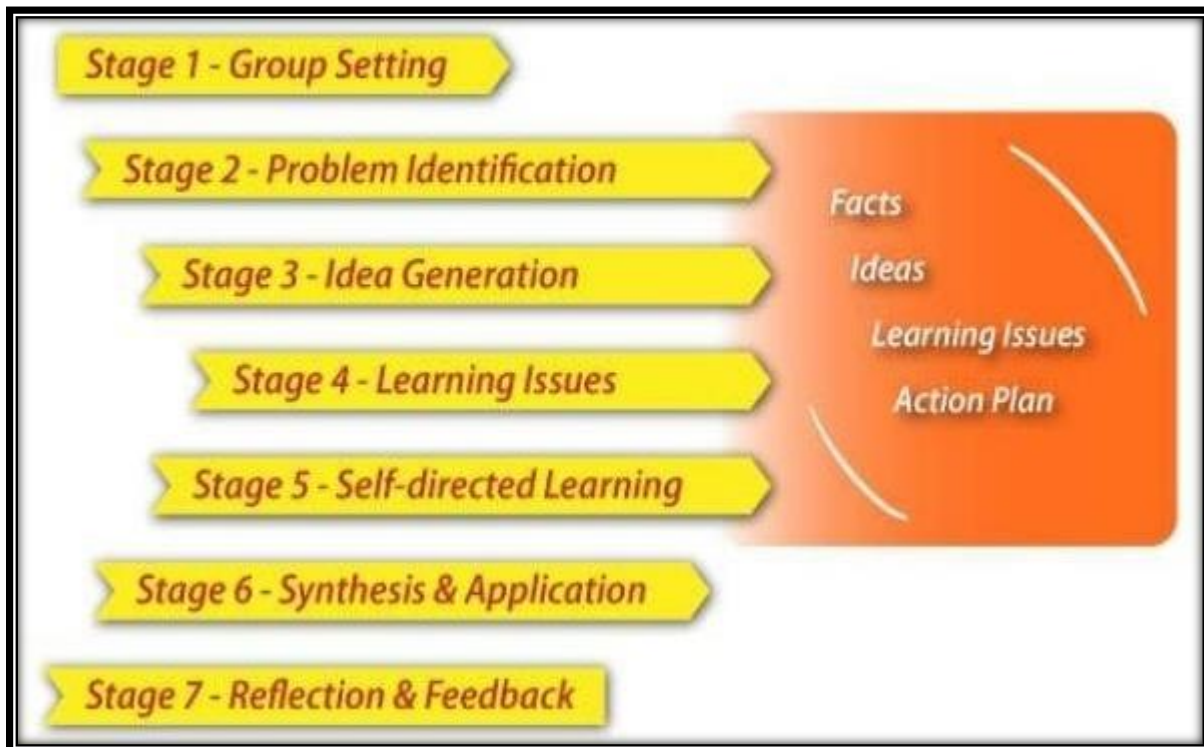 Stage 1 - Group Setting
Stage 2 - Problem Identification
Stage 3 - Idea Generation
Stage 4 - Learning Issues
Stage 5 - Self-directed Learning
Stage 6 - Synthesis & Application
Stage 7 - Reflection & Feedback
Facts
Ideas
Learning Issues
Action Plan